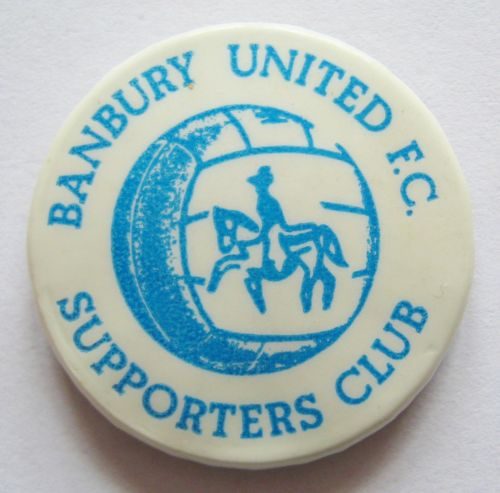 BANBURY UNITED F.C.
SUPPORTERS CLUB